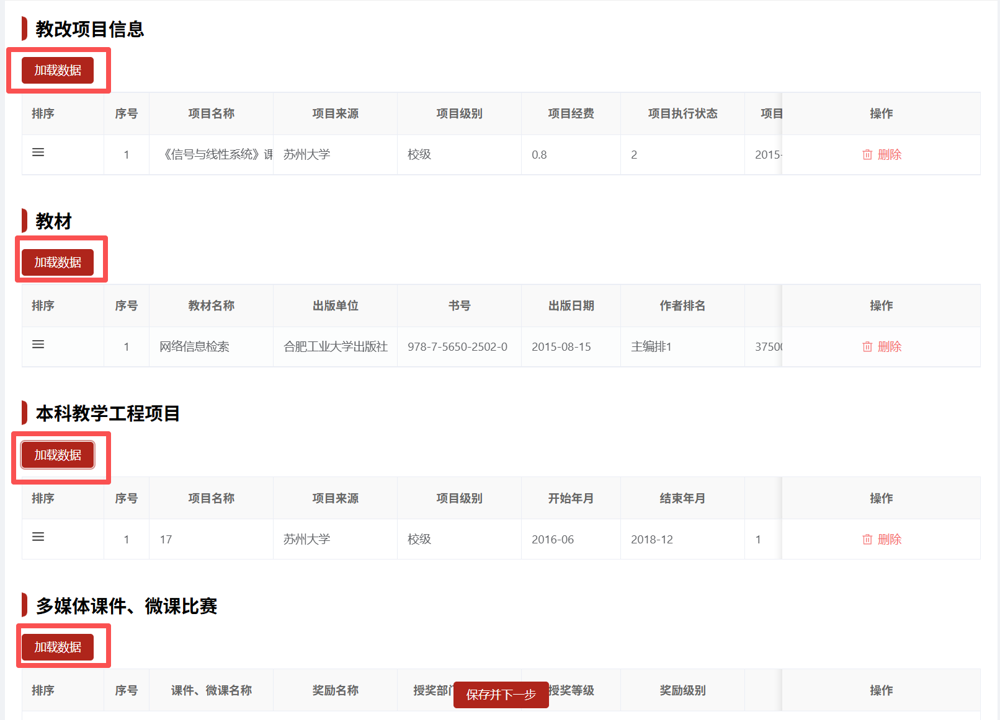 教改项目信息
加载数据
排序 序号 项目名称 项目来源 项目级别 项目经费 项目执行状态 项目 操作
1 《信号与线性系统》课 苏州大学 校级 0.8 2 2015- 删除
教材
加载数据
排序 序号 教材名称 出版单位 书号 出版日期 作者排名 操作
1 网络信息检索 合肥工业大学出版社 978-7-5650-2502-0 2015-08-15 主编排1 3750 删除
本科教学工程项目
加载数据
排序 序号 项目名称 项目来源 项目级别 开始年月 结束年月 操作
1 17 苏州大学 校级 2016-06 2018-12 1 删除
多媒体课件、微课比赛
加载数据
排序 序号 课件、微课名称 奖励名称 授奖部门 授奖等级 奖励级别 操作
保存并下一步